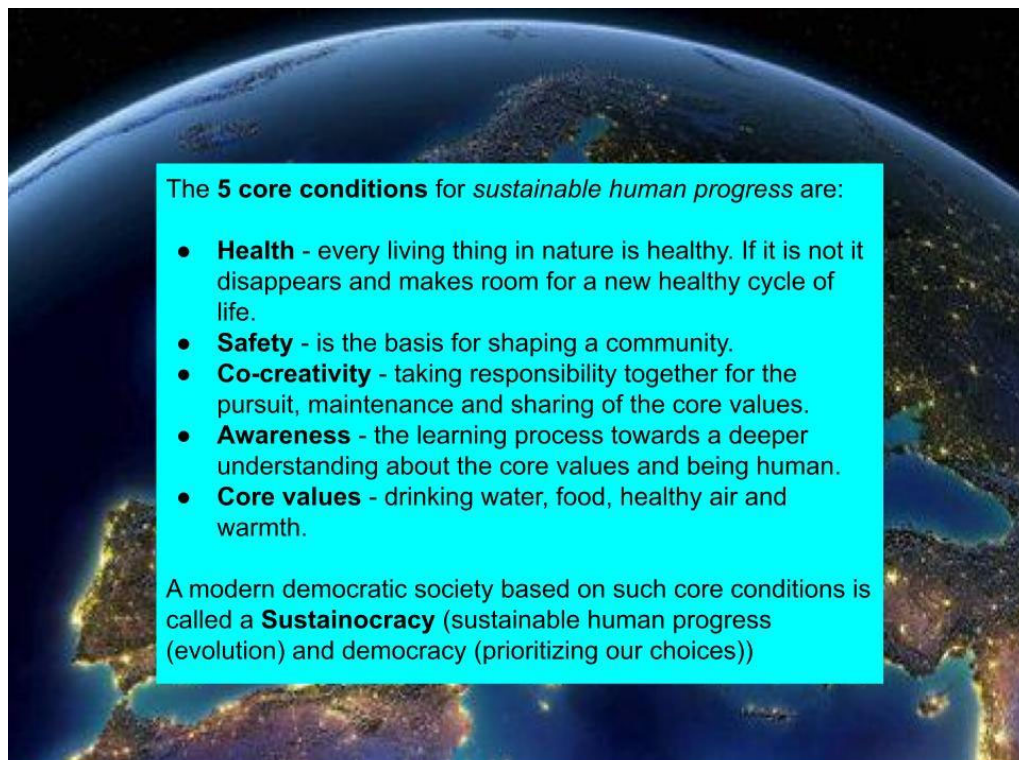 The 5 core conditions for sustainable human progress are:
● Health - every living thing in nature is healthy. If it is not it
disappears and makes room for a new healthy cycle of
life.
● Safety - is the basis for shaping a community.
● Co-creativity - taking responsibility together for the
pursuit, maintenance and sharing of the core values.
● Awareness - the learning process towards a deeper
understanding about the core values and being human.
● Core values - drinking water, food, healthy air and
warmth.
A modern democratic society based on such core conditions is
called a Sustainocracy (sustainable human progress
(evolution) and democracy (prioritizing our choices))